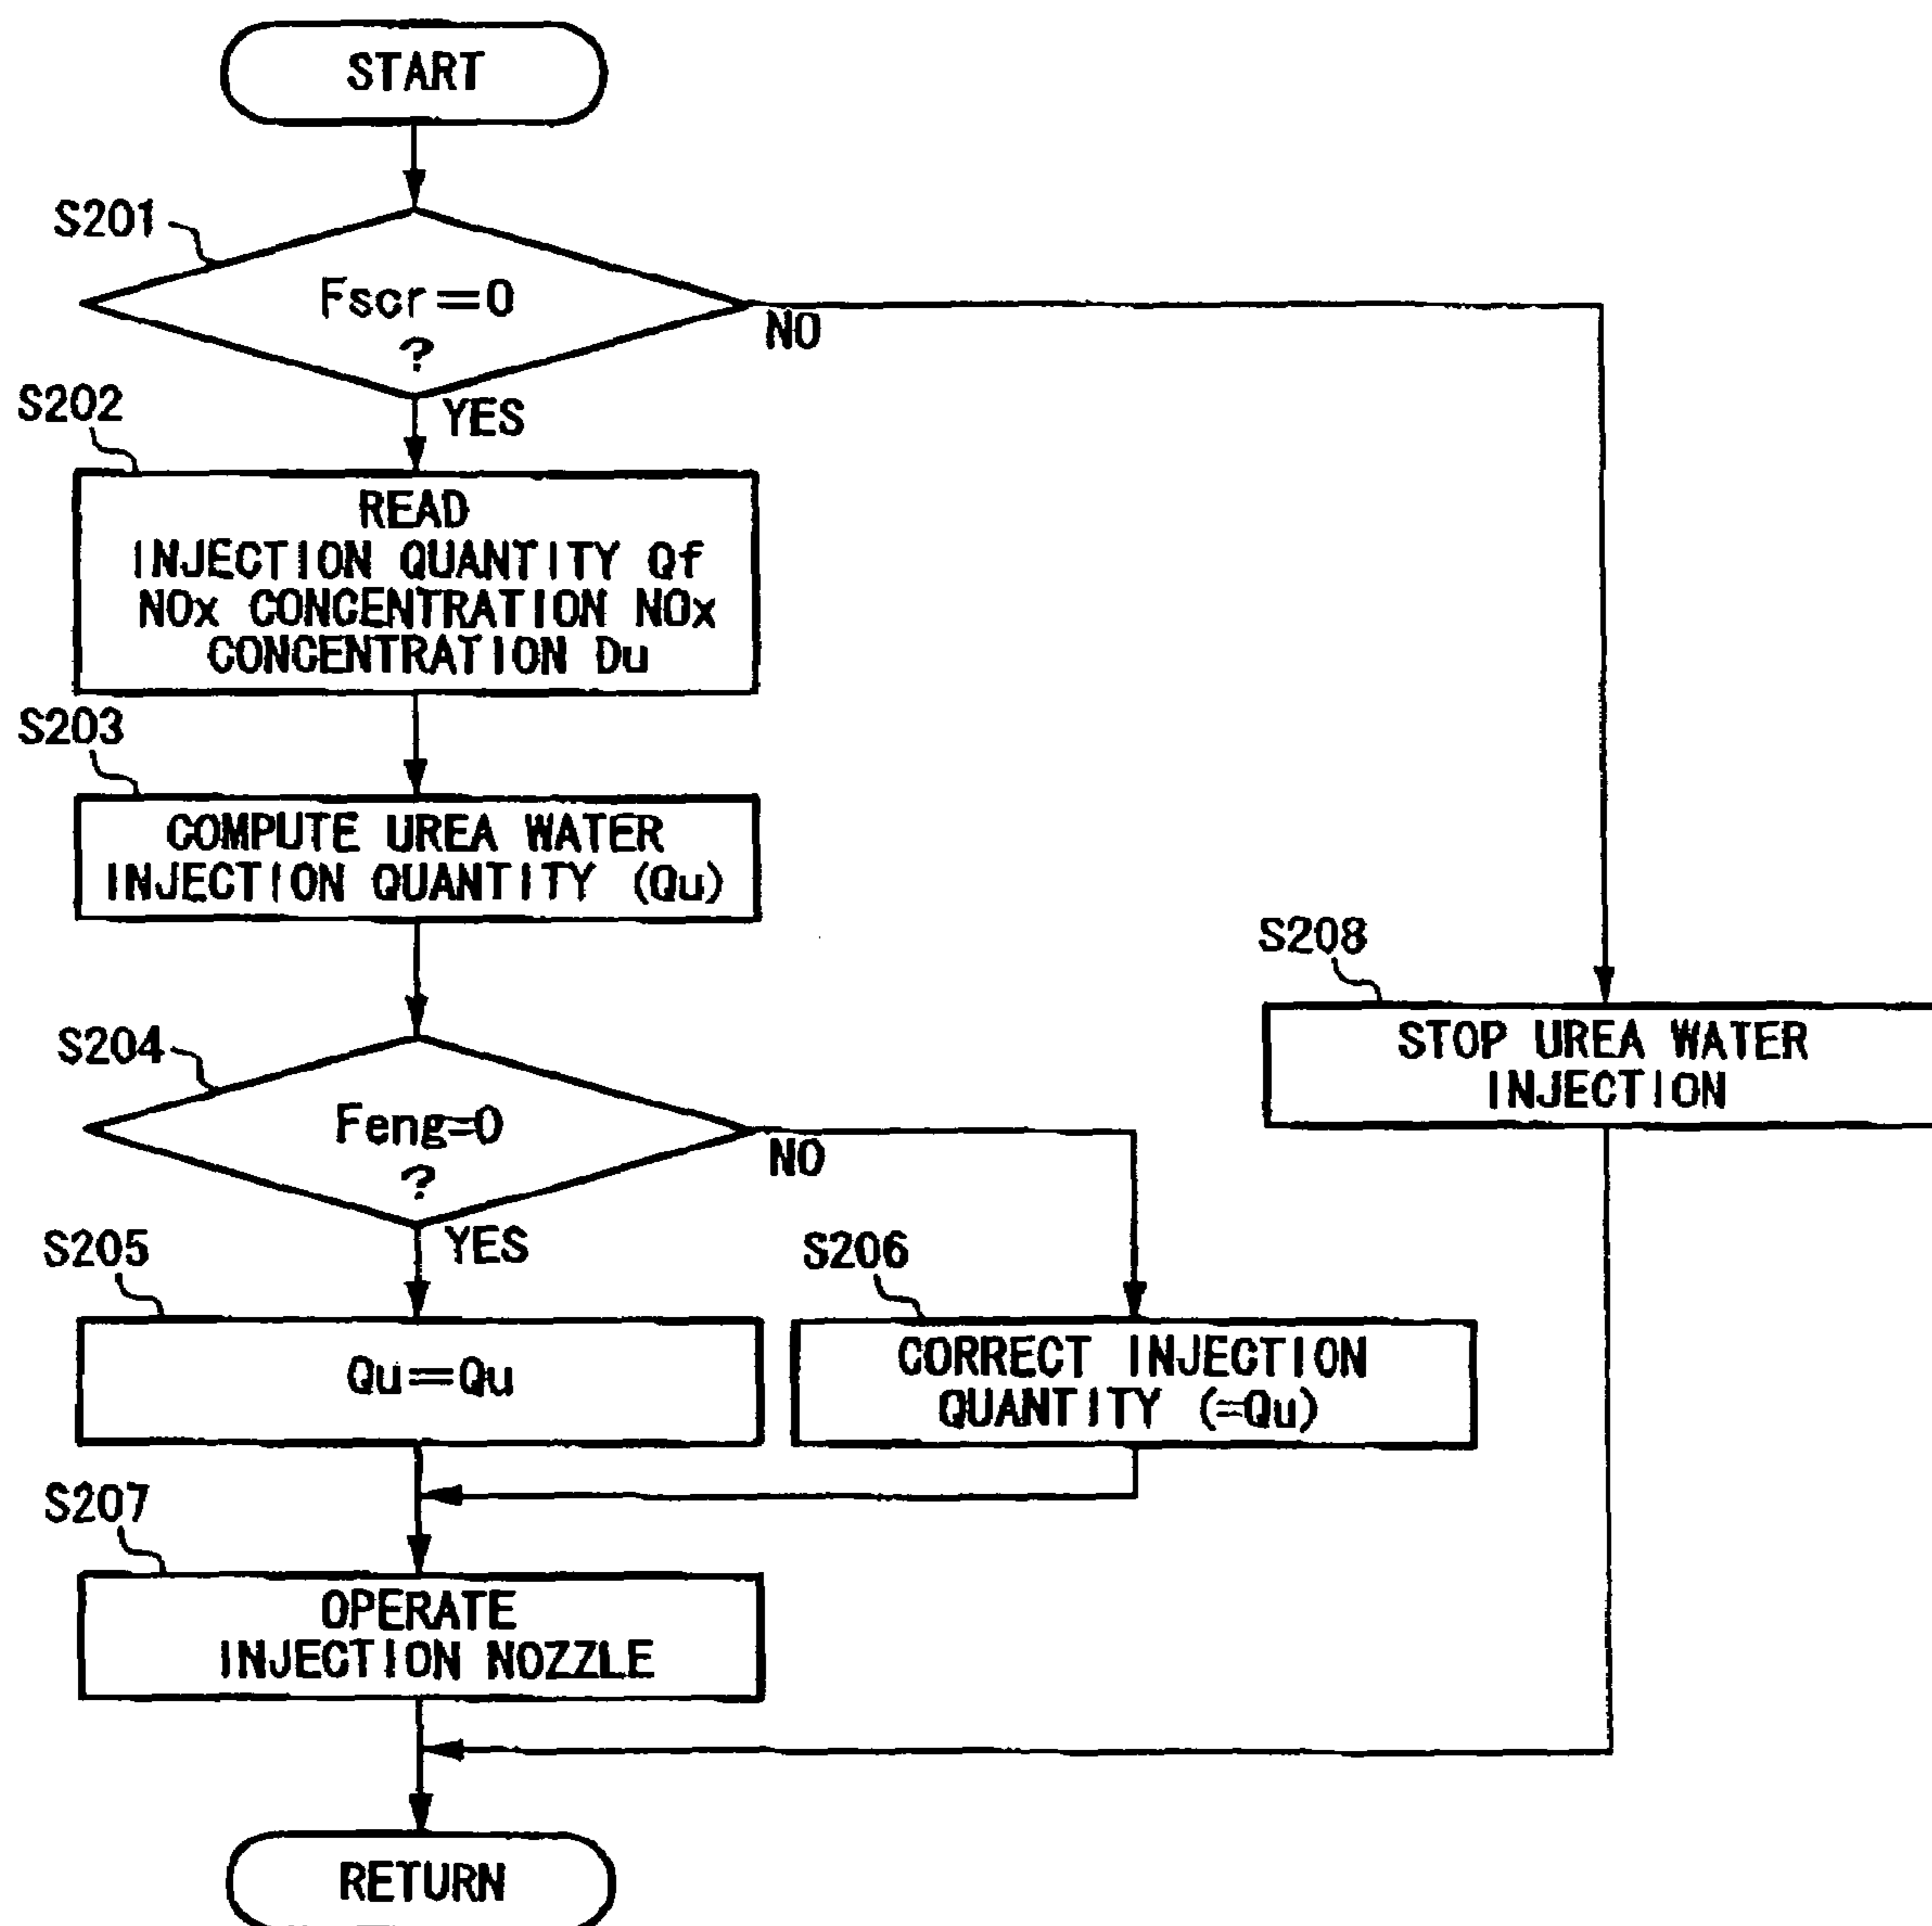 START
S201
Fscr=0
?
NO
YES
S202
READ
INJECTION QUANTITY Qf
NOx CONCENTRATION NOx
CONCENTRATION Du
S203
COMPUTE UREA WATER
INJECTION QUANTITY (Qu)
S208
STOP UREA WATER
INJECTION
S204
Feng=0
?
NO
YES
S205
Qu=Qu
S206
CORRECT INJECTION
QUANTITY (=Qu)
S207
OPERATE
INJECTION NOZZLE
RETURN